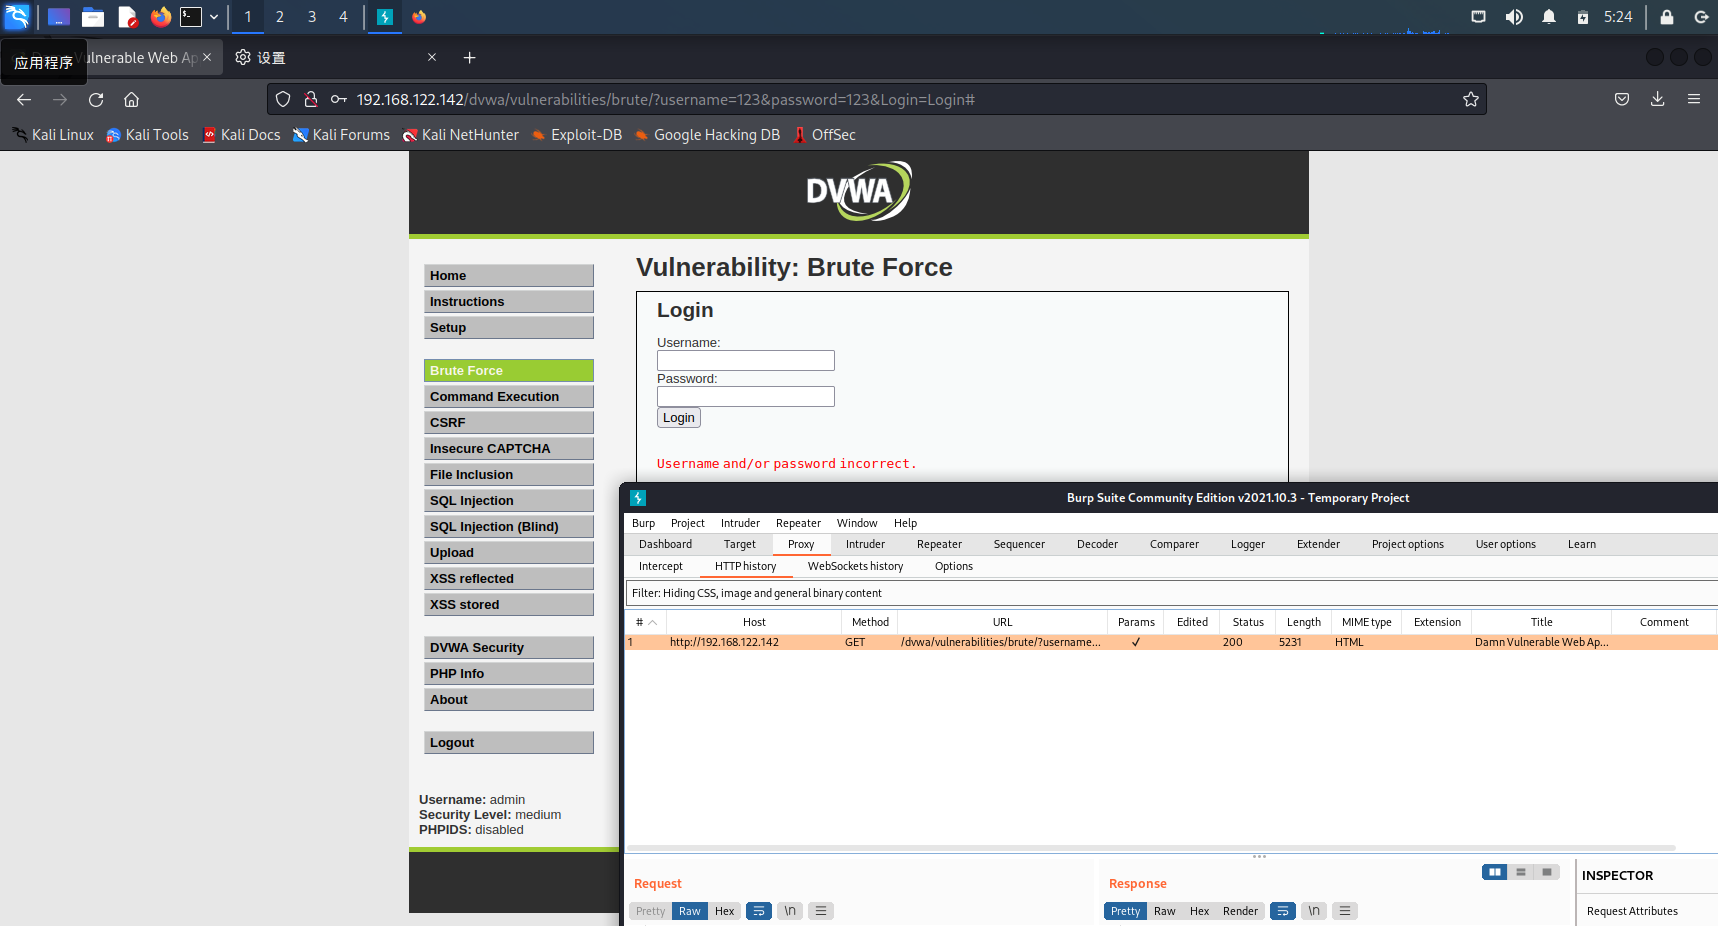 1 2 3 4 5:24
应用程序
Vulnerable Web Ap × 设置 × +
192.168.122.142/dvwa/vulnerabilities/brute/?username=123&password=123&Login=Login#
Kali Linux Kali Tools Kali Docs Kali Forums Kali NetHunter Exploit-DB Google Hacking DB OffSec
DVWA
Vulnerability: Brute Force
Home
Instructions
Setup
Brute Force
Command Execution
CSRF
Insecure CAPTCHA
File Inclusion
SQL Injection
SQL Injection (Blind)
Upload
XSS reflected
XSS stored
DVWA Security
PHP Info
About
Logout
Username: admin
Security Level: medium
PHPIDS: disabled
Login
Username:
Password:
Login
Username and/or password incorrect.
Burp Suite Community Edition v2021.10.3 - Temporary Project
Burp Project Intruder Repeater Window Help
Dashboard Target Proxy Intruder Repeater Sequencer Decoder Comparer Logger Extender Project options User options Learn
Intercept HTTP history WebSockets history Options
Filter: Hiding CSS, image and general binary content
# Host Method URL Params Edited Status Length MIME type Extension Title Comment
1 http://192.168.122.142 GET /dvwa/vulnerabilities/brute/?username... ✓ 200 5231 HTML Damn Vulnerable Web Ap...
Request
Pretty Raw Hex \n
Response
Pretty Raw Hex Render \n
INSPECTOR
Request Attributes